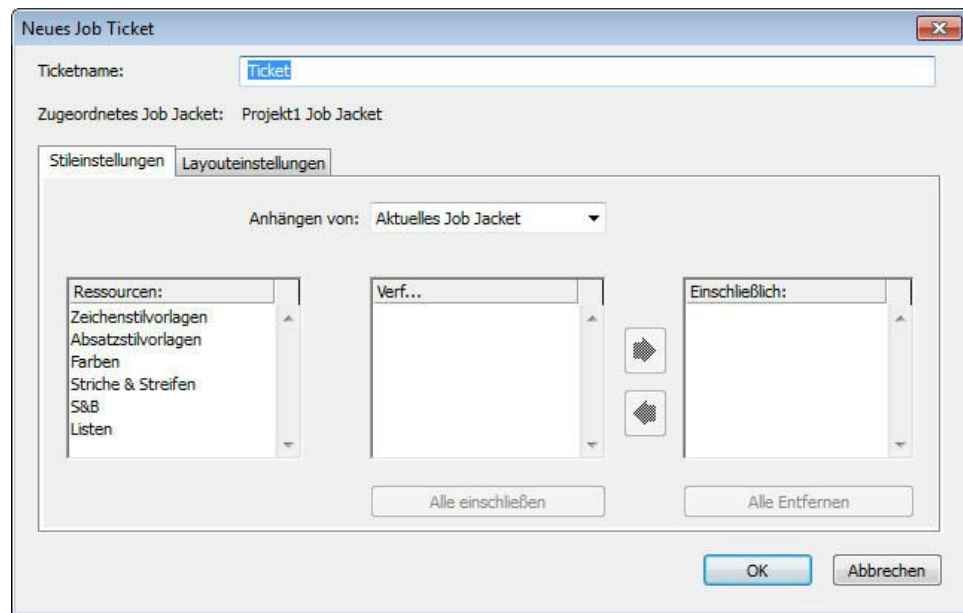 Neues Job Ticket
Ticketname: Ticket
Zugeordnetes Job Jacket: Projekt1 Job Jacket
Stileinstellungen Layouteinstellungen
Anhängen von: Aktuelles Job Jacket
Ressourcen: Verf... Einschließlich:
Zeichenstilvorlagen
Absatzstilvorlagen
Farben
Striche & Streifen
S&B
Listen
Alle einschließen Alle Entfernen
OK Abbrechen